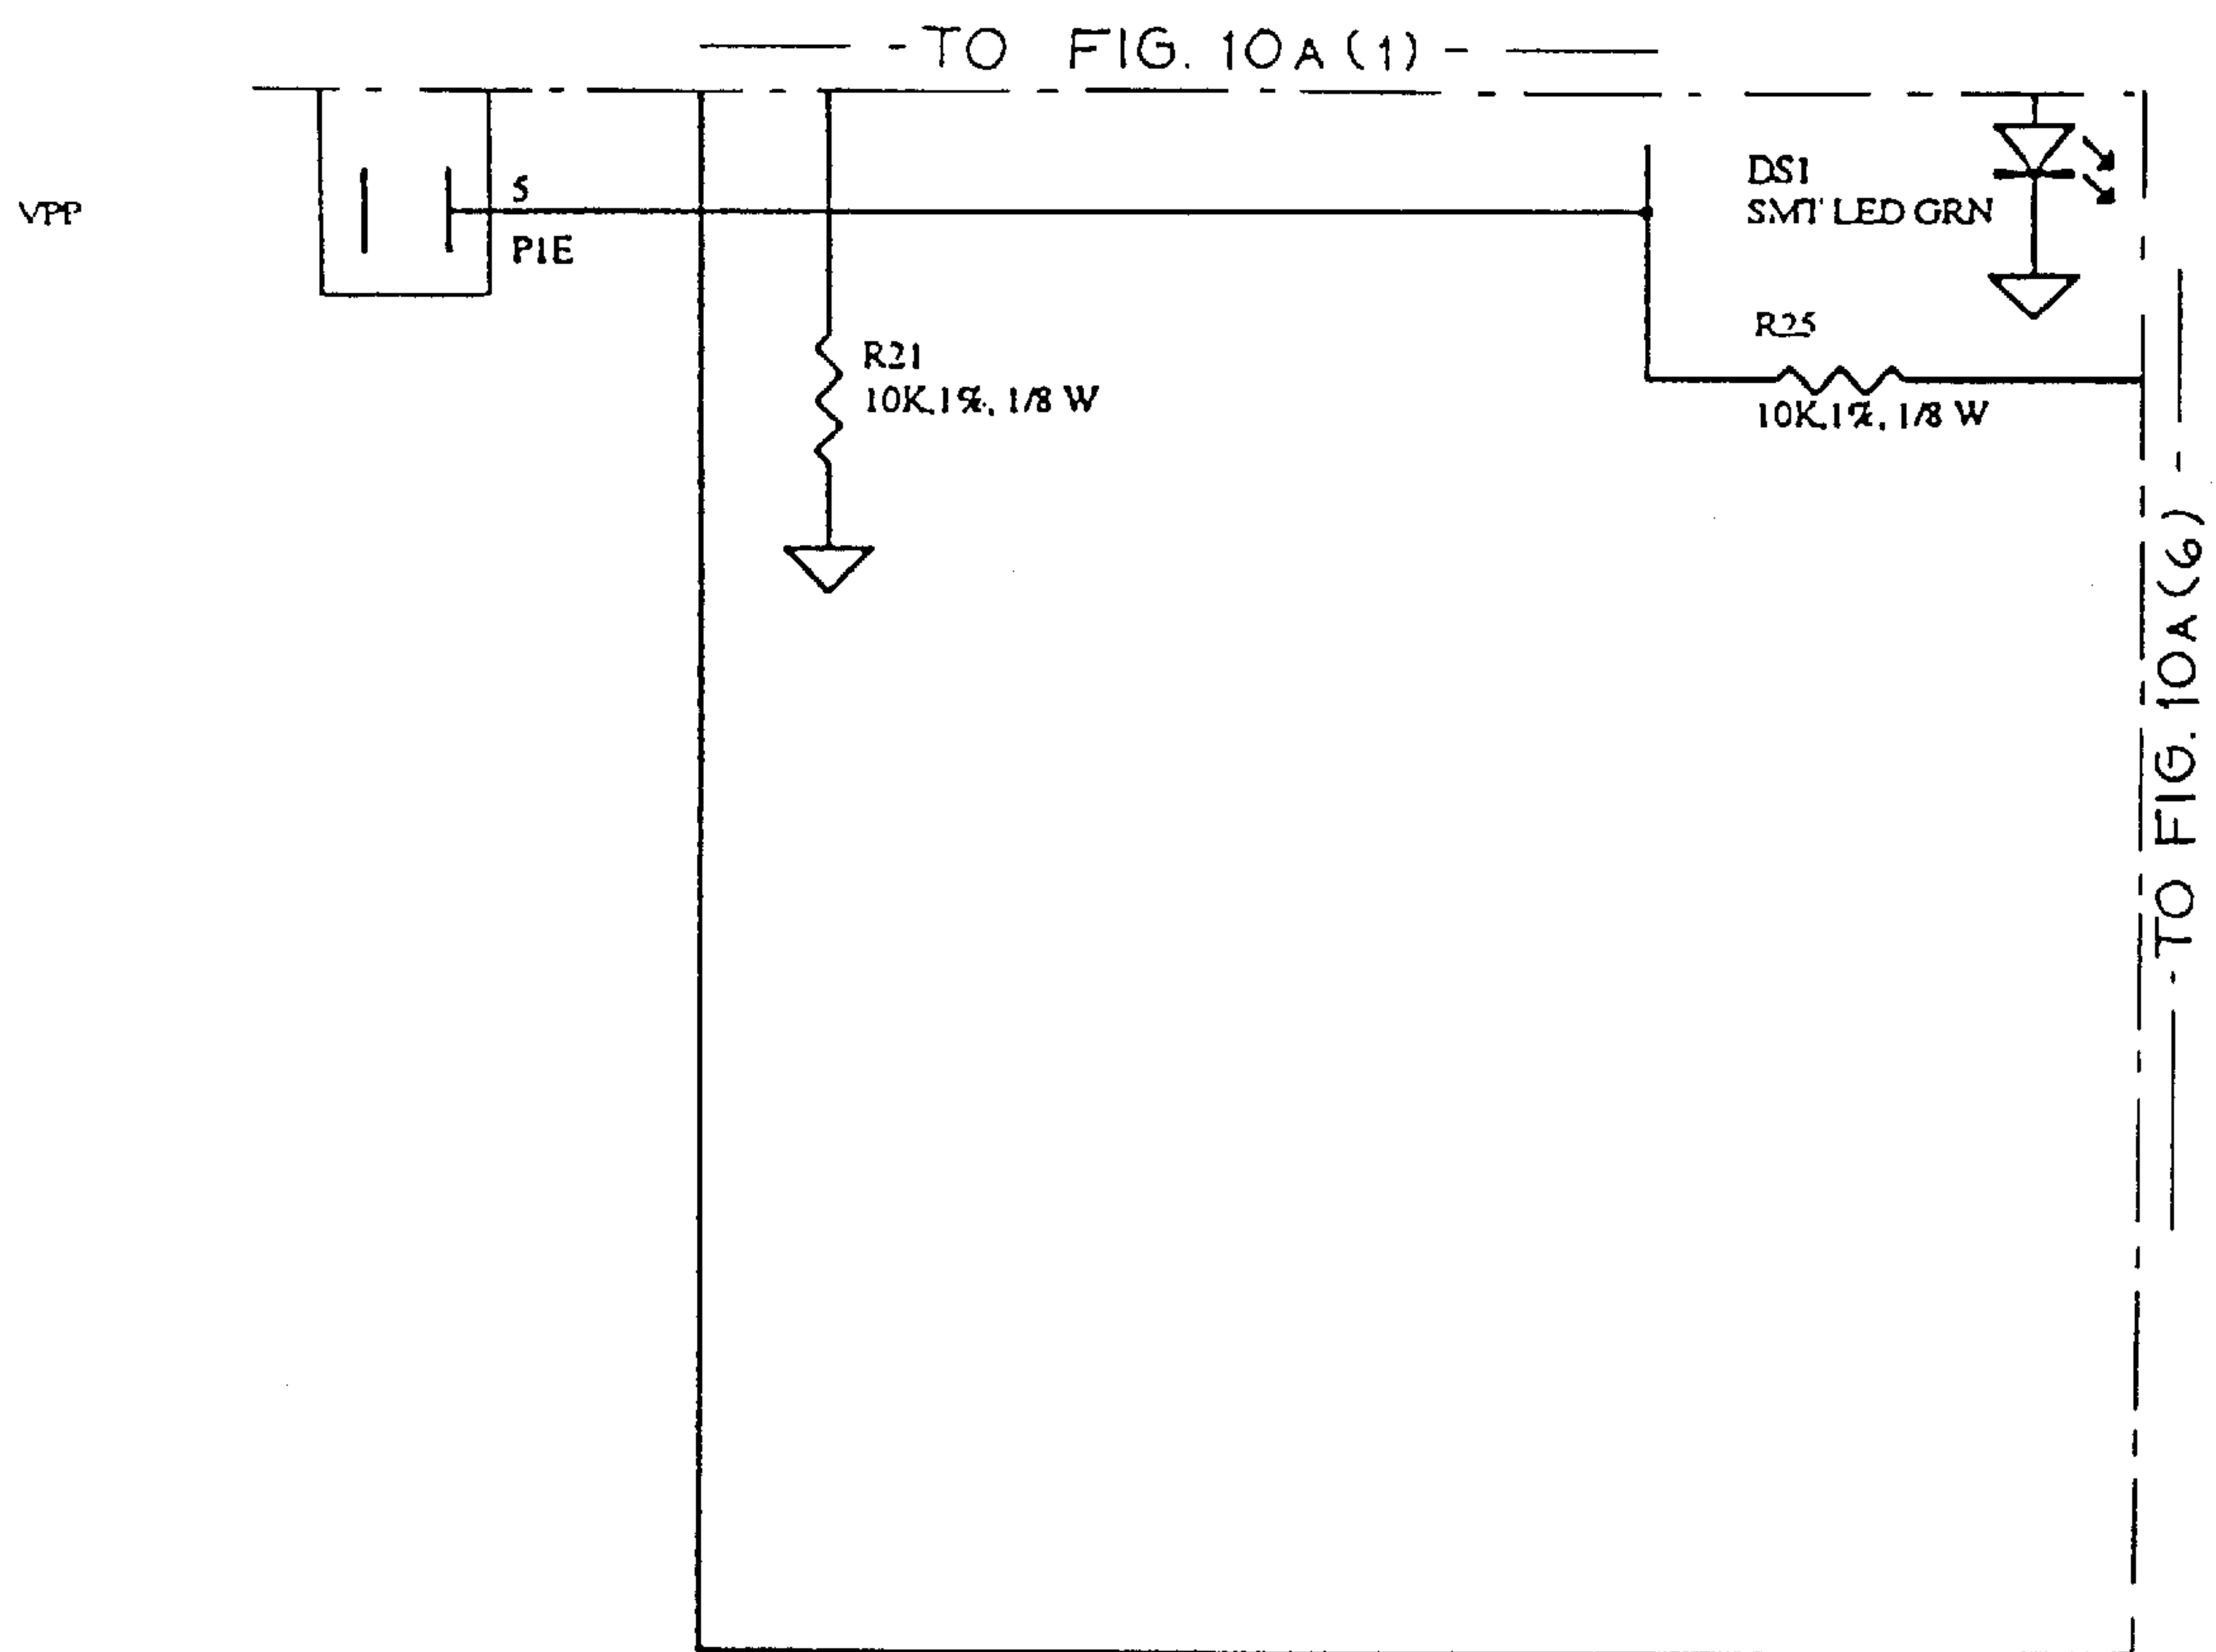 - TO FIG. 10A(1) -
VPP
5
P1E
DS1
SMT LED GRN
R25
10K,1%, 1/8 W
R21
10K,1%, 1/8 W
- TO FIG. 10A(6) -